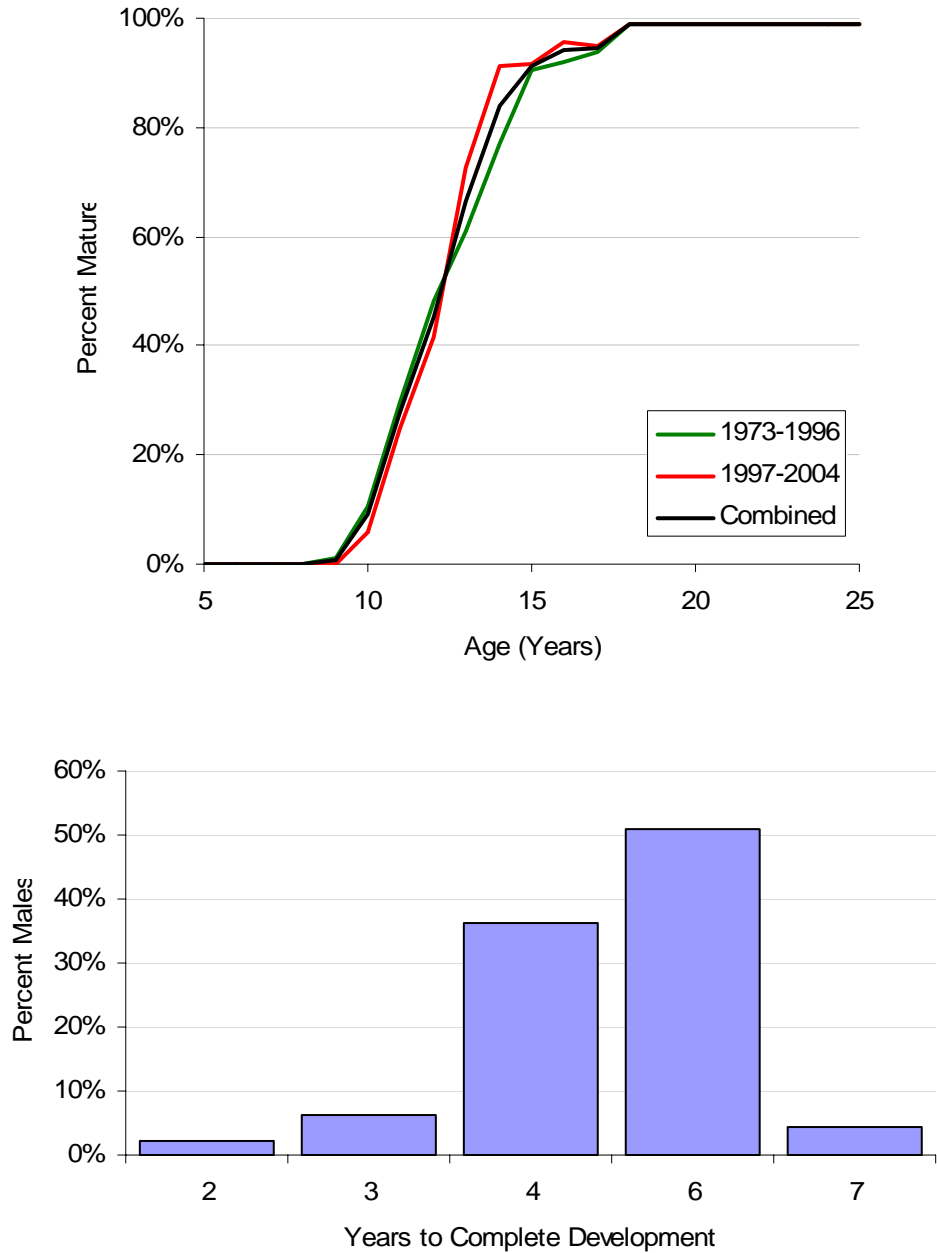 100%
80%
60%
40%
20%
0%
Percent Mature
1973-1996
1997-2004
Combined
5 10 15 20 25
Age (Years)
60%
50%
40%
30%
20%
10%
0%
Percent Males
2 3 4 6 7
Years to Complete Development